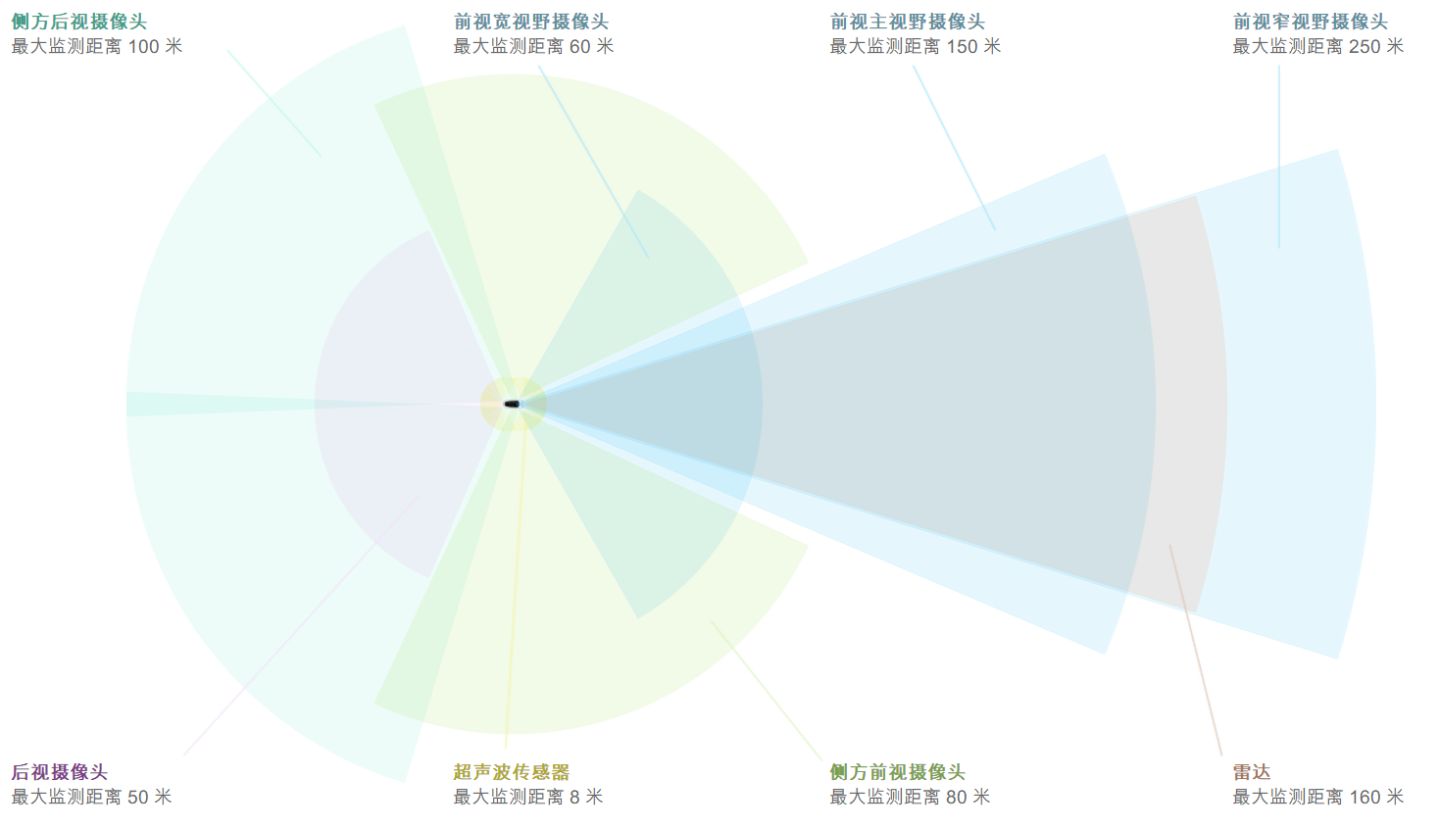 侧方后视摄像头
最大监测距离 100 米
前视宽视野摄像头
最大监测距离 60 米
前视主视野摄像头
最大监测距离 150 米
前视窄视野摄像头
最大监测距离 250 米
后视摄像头
最大监测距离 50 米
超声波传感器
最大监测距离 8 米
侧方前视摄像头
最大监测距离 80 米
雷达
最大监测距离 160 米